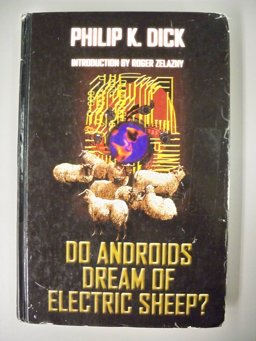 PHILIP K. DICK
INTRODUCTION BY ROGER ZELAZNY
DO ANDROIDS
DREAM OF
ELECTRIC SHEEP?